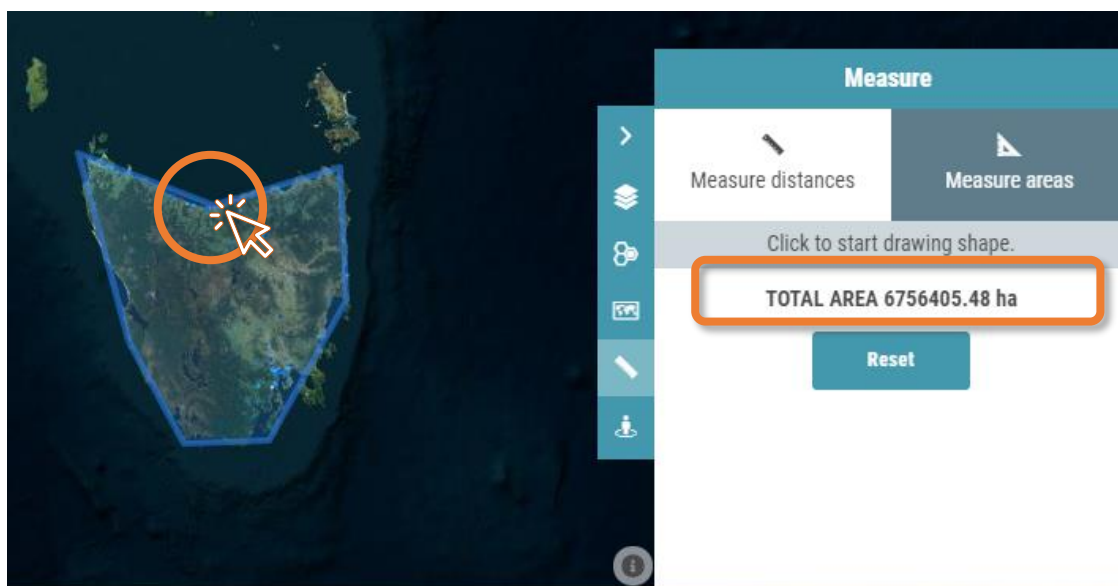 Measure
Measure distances
Measure areas
Click to start drawing shape.
TOTAL AREA 6756405.48 ha
Reset